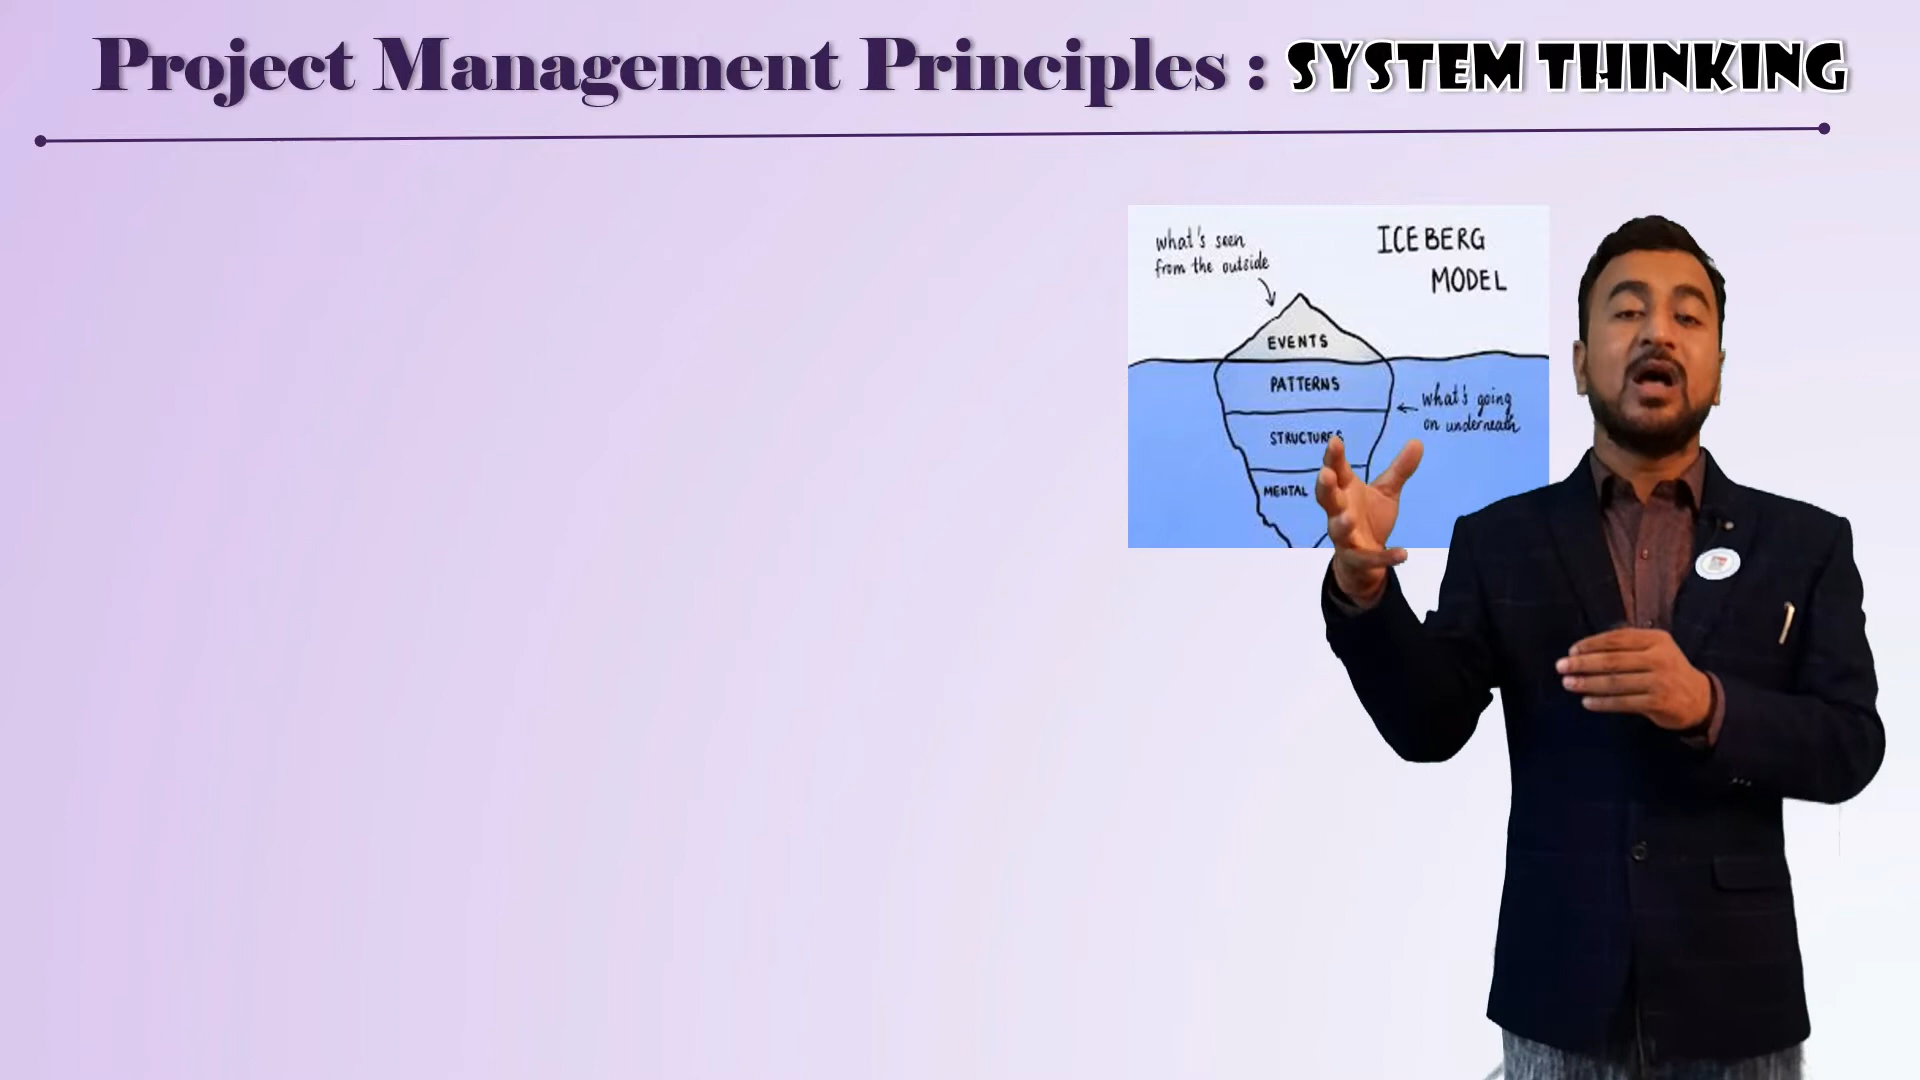 Project Management Principles : SYSTEM THINKING
what's seen
from the outside
ICEBERG
MODEL
EVENTS
PATTERNS
what's going
on underneath
STRUCTURES
MENTAL